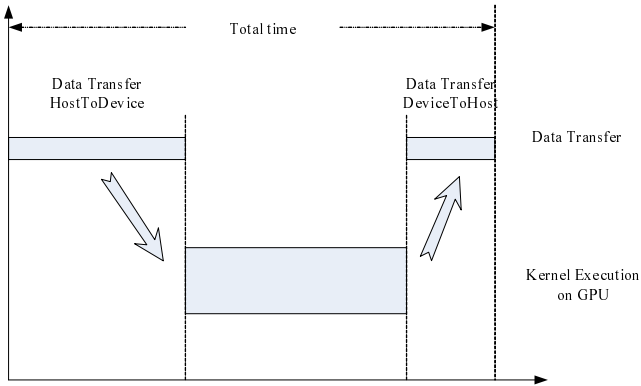 Total time
Data Transfer
HostToDevice
Data Transfer
DeviceToHost
Data Transfer
Kernel Execution
on GPU